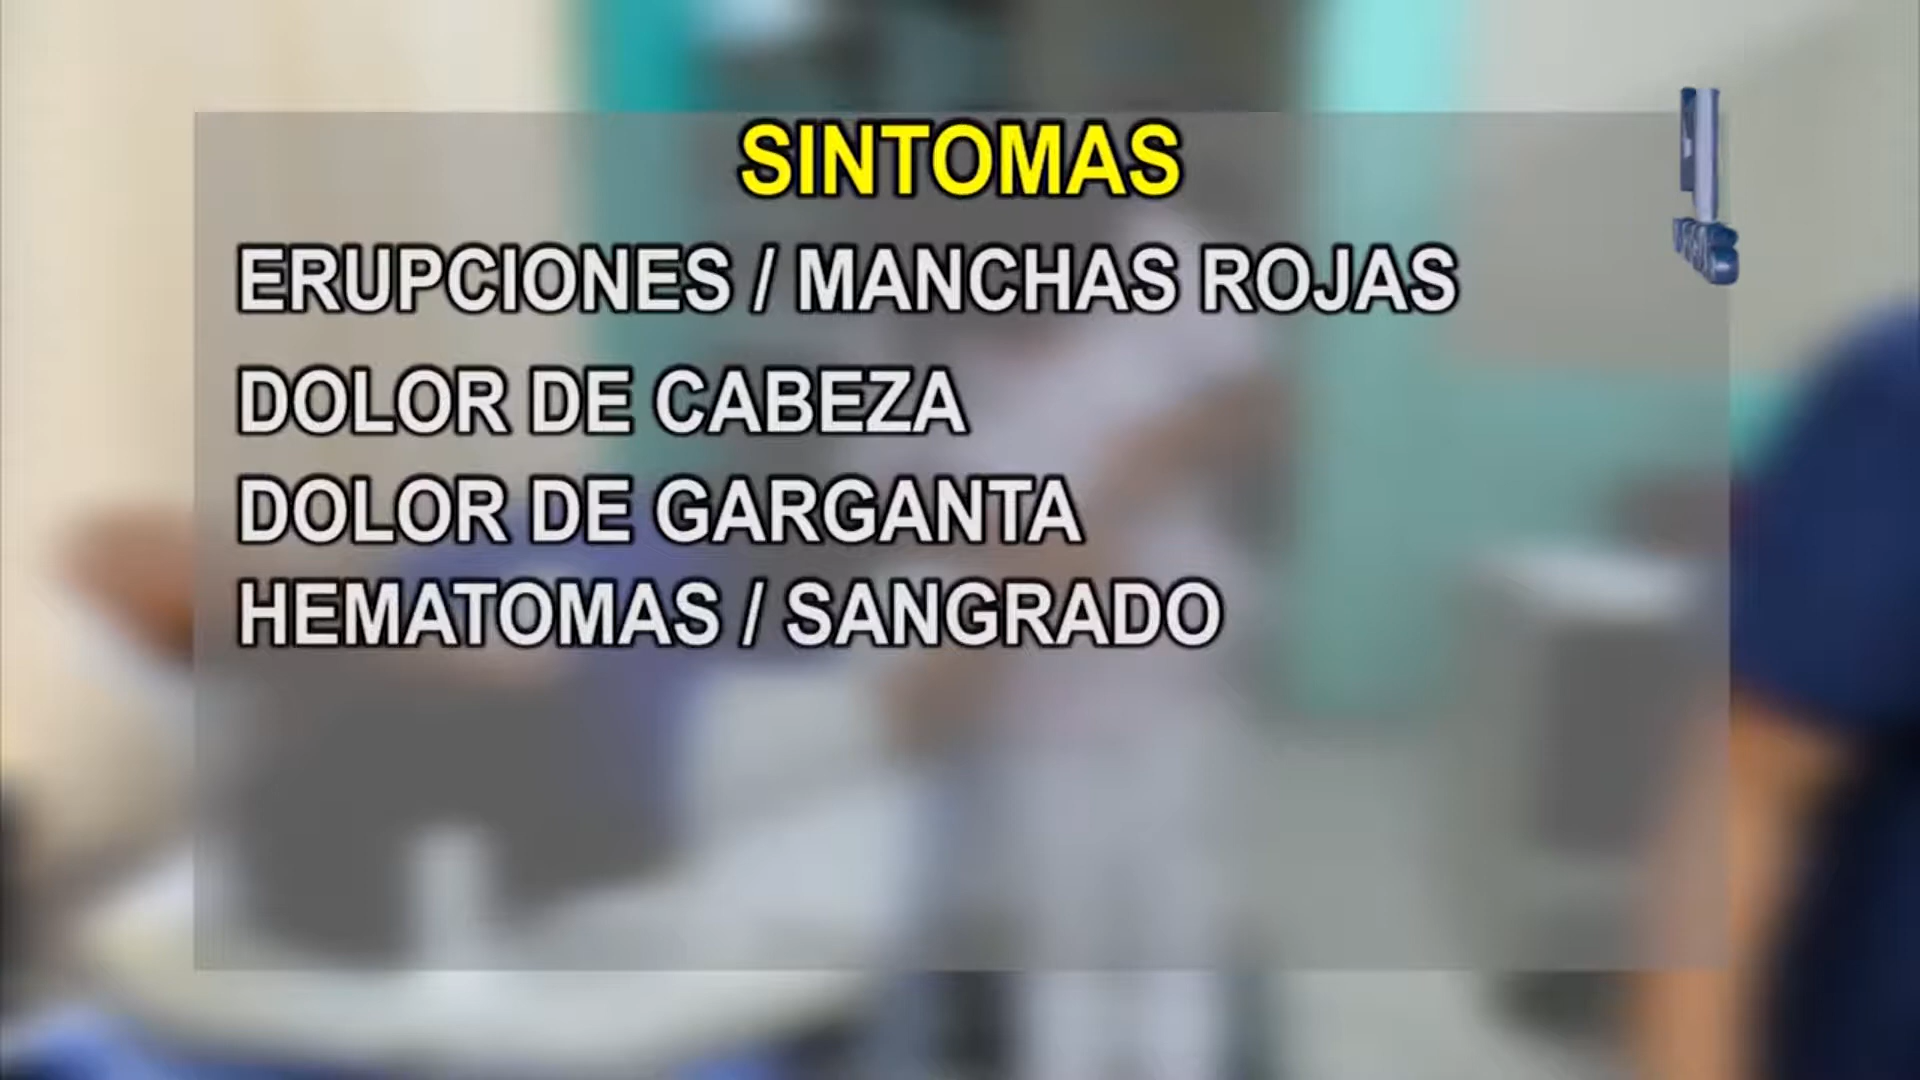 SINTOMAS
ERUPCIONES / MANCHAS ROJAS
DOLOR DE CABEZA
DOLOR DE GARGANTA
HEMATOMAS / SANGRADO